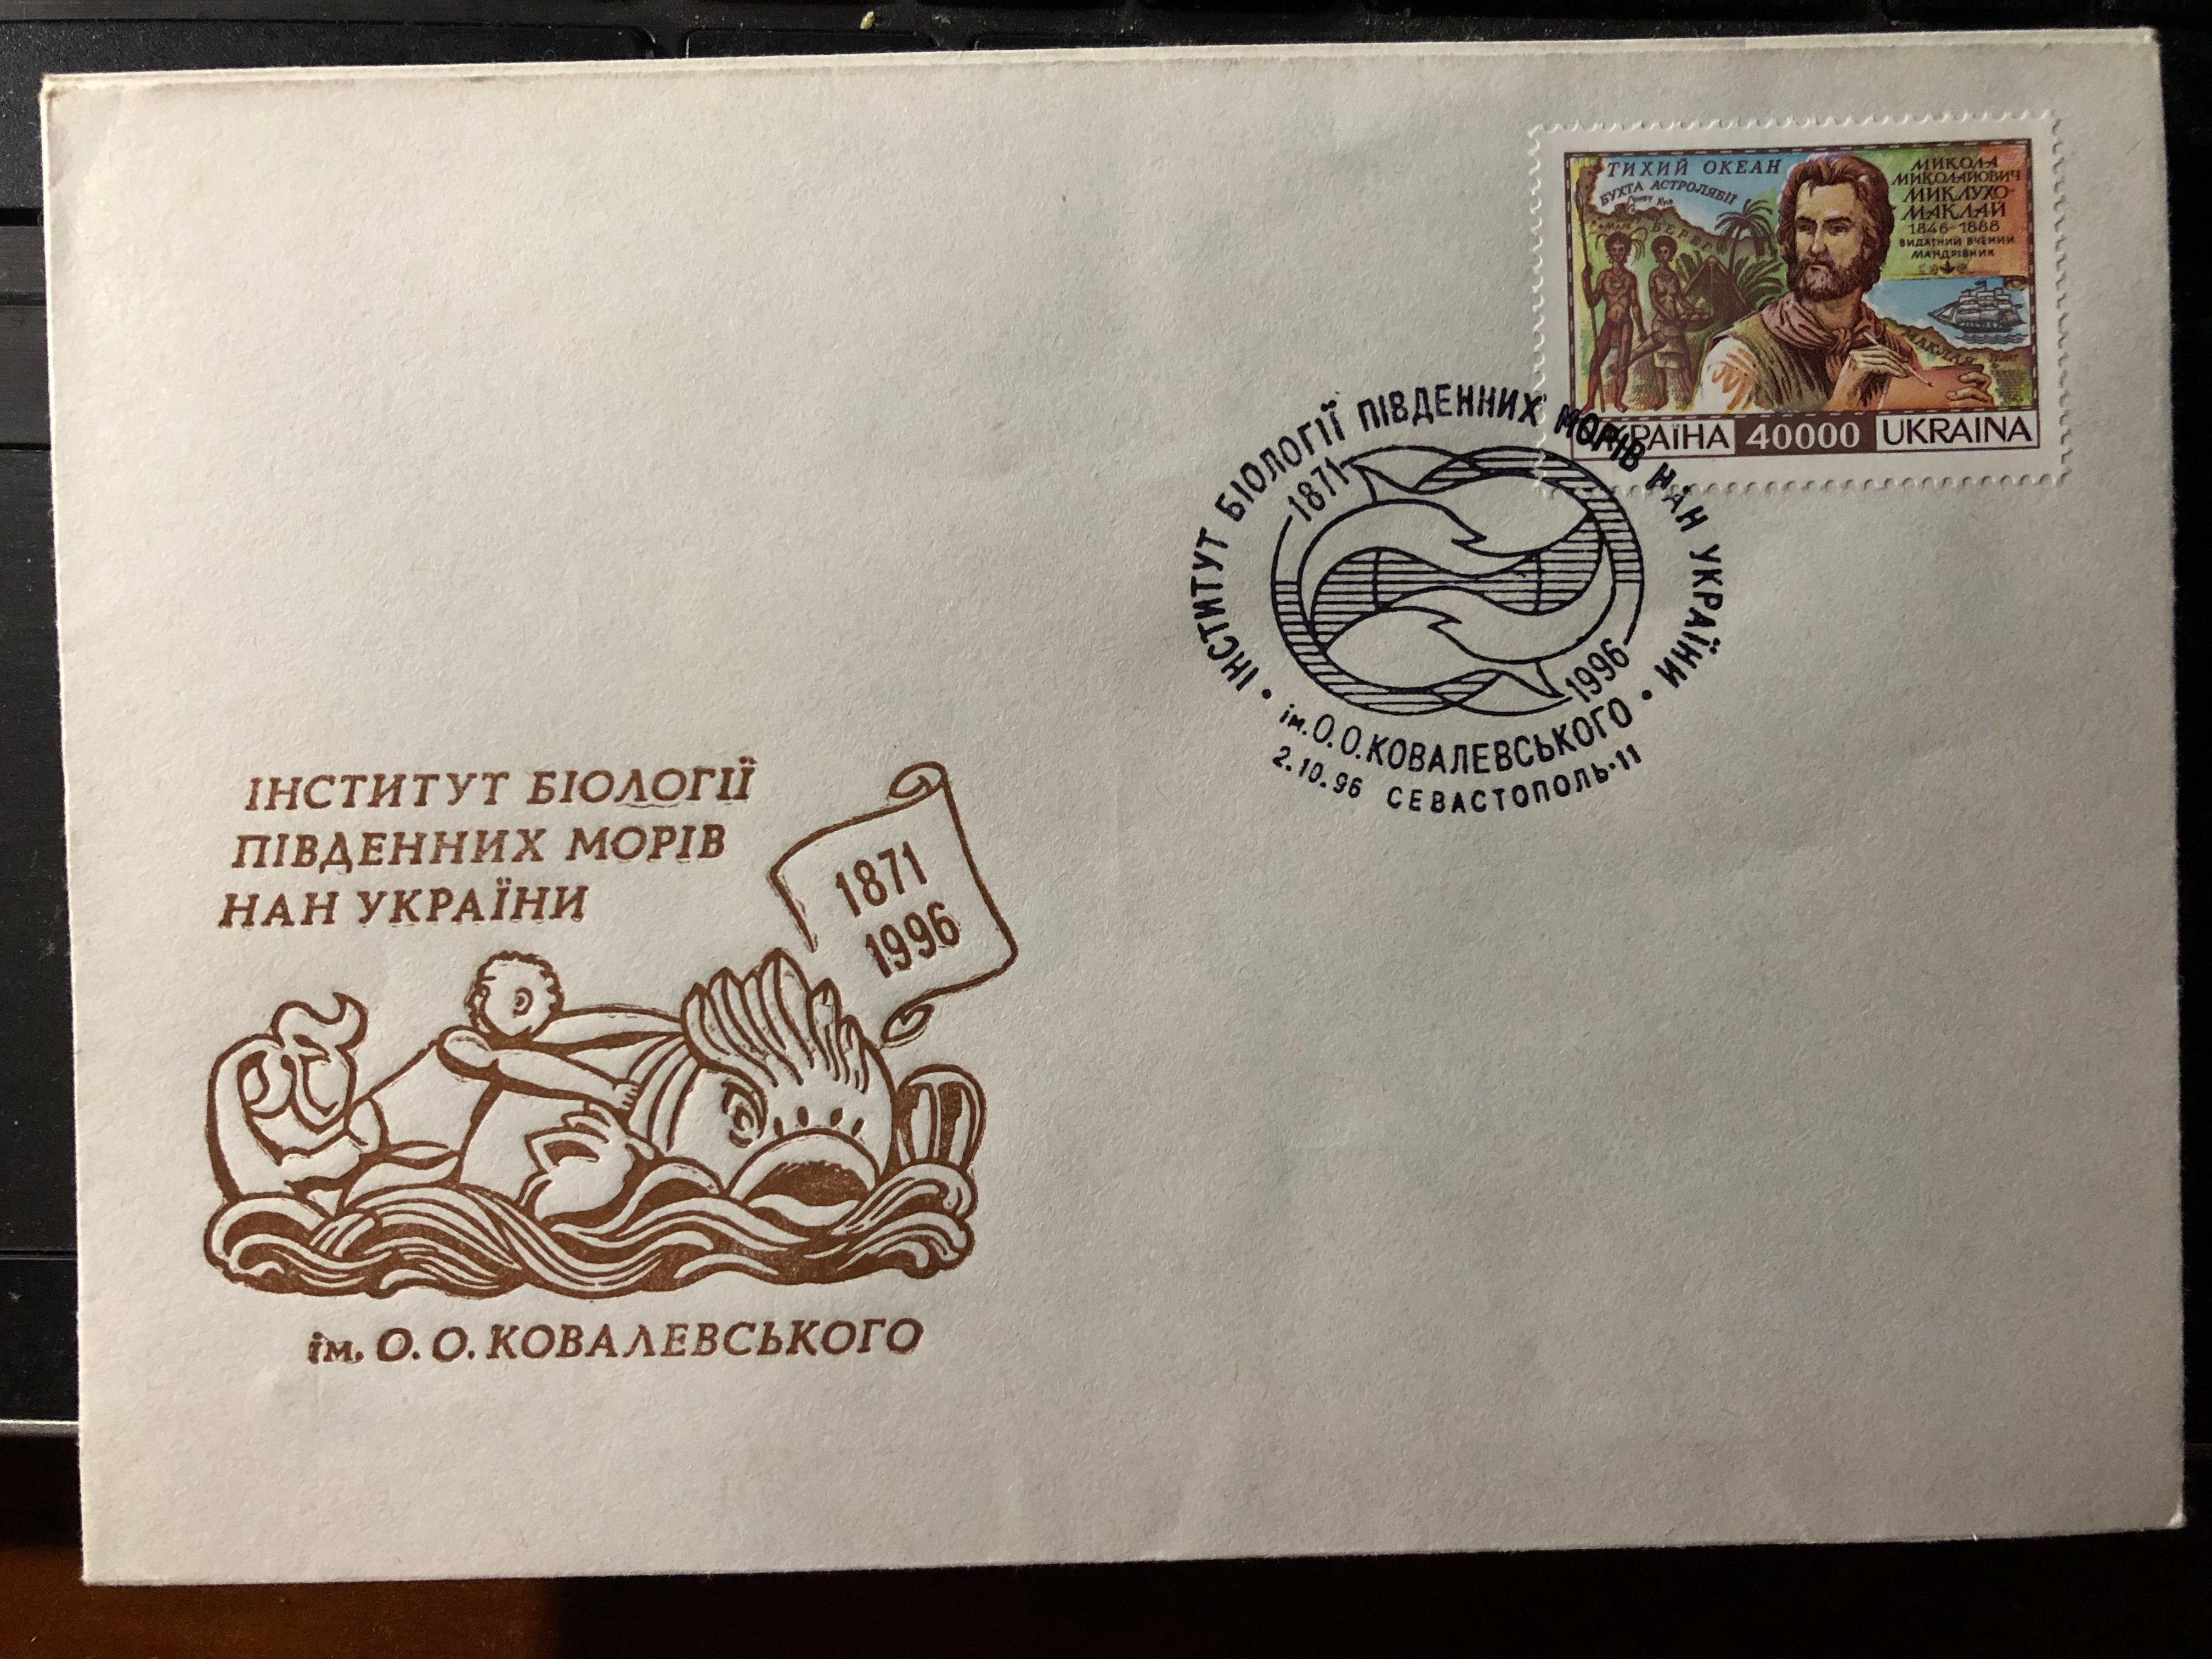 ТИХИЙ ОКЕАН
БУХТА АСТРОЛЯБІЇ
БЕРЕГ
МАКЛАЯ
МИКОЛА
МИКОЛАЙОВИЧ
МИКЛУХО-
МАКЛАЙ
1846-1888
ВИДАТНИЙ ВЧЕНИЙ
МАНДРІВНИК
УКРАЇНА 40000 UKRAINA
ІНСТИТУТ БІОЛОГІЇ ПІВДЕННИХ МОРІВ НАН УКРАЇНИ
1871
1996
ім. О.О. КОВАЛЕВСЬКОГО
2.10.96 СЕВАСТОПОЛЬ-11
ІНСТИТУТ БІОЛОГІЇ
ПІВДЕННИХ МОРІВ
НАН УКРАЇНИ
1871
1996
ім. О. О. КОВАЛЕВСЬКОГО